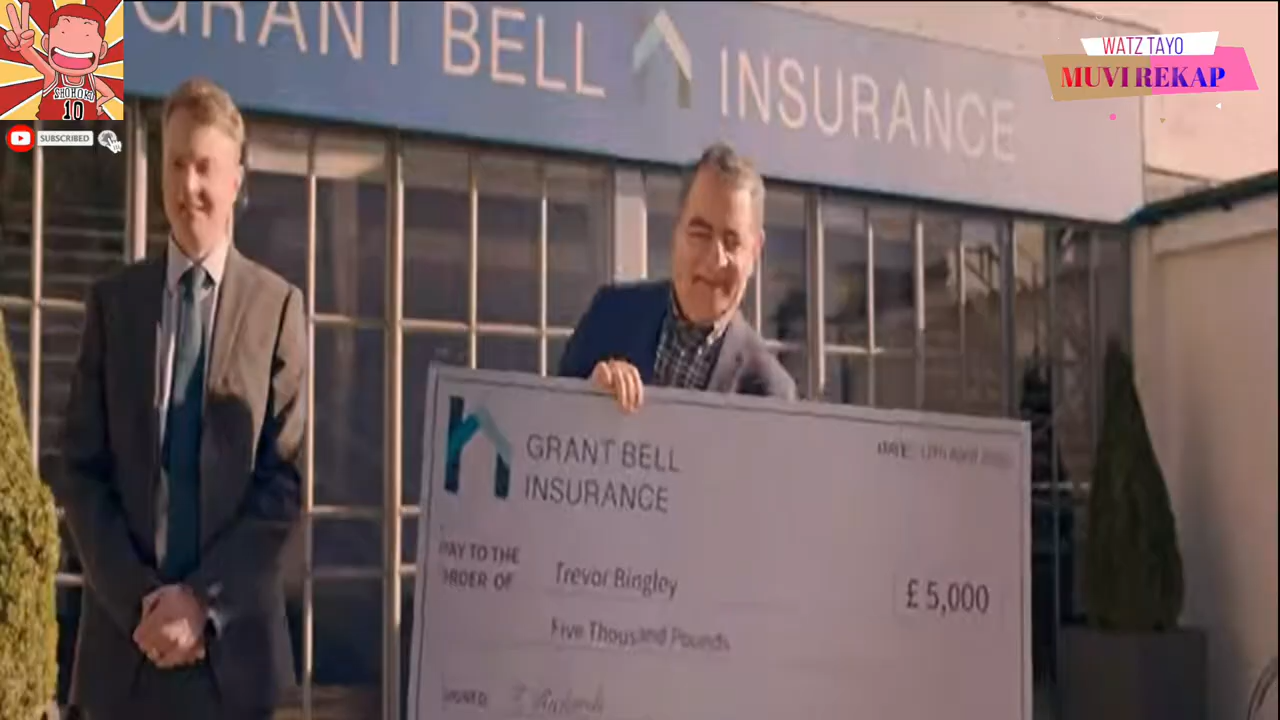 GRANT BELL INSURANCE
WATZ TAYO
MUVI REKAP
SHOHOKU
10
SUBSCRIBED
GRANT BELL
INSURANCE
DATE:
PAY TO THE
ORDER OF
Trevor Bingley
£ 5,000
Five Thousand Pounds
SIGNED